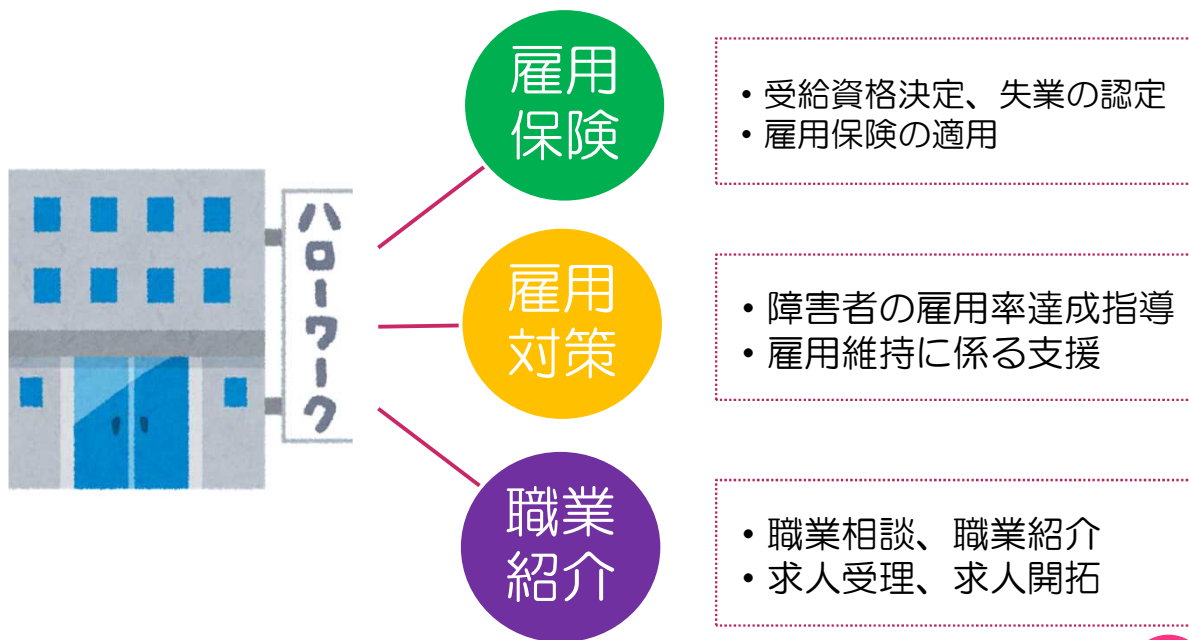 ハローワーク
雇用
保険
・受給資格決定、失業の認定
・雇用保険の適用
雇用
対策
・障害者の雇用率達成指導
・雇用維持に係る支援
職業
紹介
・職業相談、職業紹介
・求人受理、求人開拓